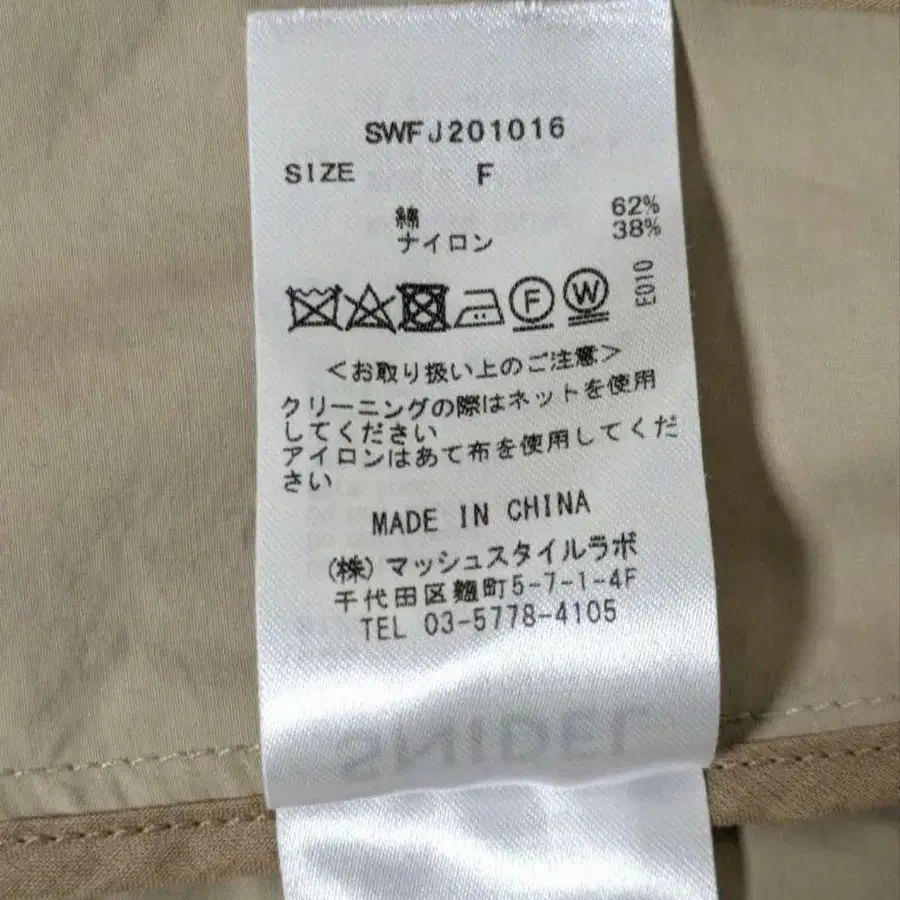 SWFJ201016
SIZE F
綿 62%
ナイロン 38%
E010
F W
＜お取り扱い上のご注意＞
クリーニングの際はネットを使用
してください
アイロンはあて布を使用してくだ
さい
MADE IN CHINA
(株)マッシュスタイルラボ
千代田区麹町5-7-1-4F
TEL 03-5778-4105
SNIDEL